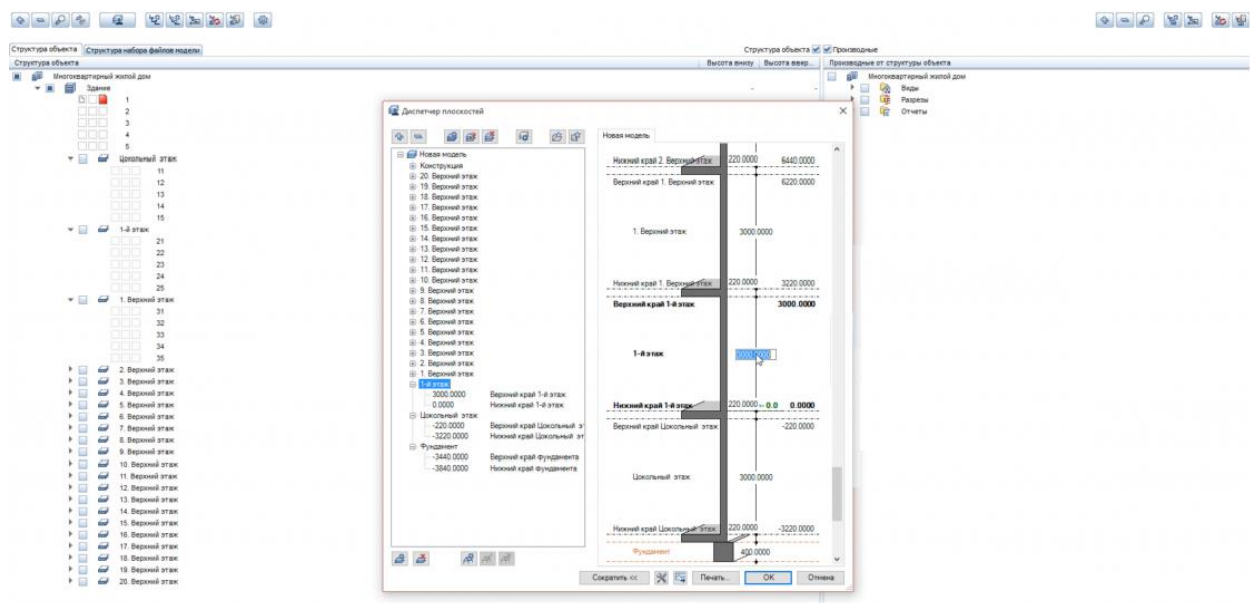 Структура объекта Структура набора файлов модели Структура объекта Производные
Структура объекта Высота внизу Высота ввер... Производные от структуры объекта
Многоквартирный жилой дом
Здание - -
1
2
3
4
5
Цокольный этаж
11
12
13
14
15
1-й этаж
21
22
23
24
25
1. Верхний этаж
31
32
33
34
35
2. Верхний этаж
3. Верхний этаж
4. Верхний этаж
5. Верхний этаж
6. Верхний этаж
7. Верхний этаж
8. Верхний этаж
9. Верхний этаж
10. Верхний этаж
11. Верхний этаж
12. Верхний этаж
13. Верхний этаж
14. Верхний этаж
15. Верхний этаж
16. Верхний этаж
17. Верхний этаж
18. Верхний этаж
19. Верхний этаж
20. Верхний этаж
Диспетчер плоскостей
Новая модель
Конструкция
20. Верхний этаж
19. Верхний этаж
18. Верхний этаж
17. Верхний этаж
16. Верхний этаж
15. Верхний этаж
14. Верхний этаж
13. Верхний этаж
12. Верхний этаж
11. Верхний этаж
10. Верхний этаж
9. Верхний этаж
8. Верхний этаж
7. Верхний этаж
6. Верхний этаж
5. Верхний этаж
4. Верхний этаж
3. Верхний этаж
2. Верхний этаж
1. Верхний этаж
1-й этаж
3000.0000 Верхний край 1-й этаж
0.0000 Нижний край 1-й этаж
Цокольный этаж
-220.0000 Верхний край Цокольный э
-3220.0000 Нижний край Цокольный эт
Фундамент
-3440.0000 Верхний край Фундамента
-3840.0000 Нижний край Фундамента
Новая модель
Нижний край 2. Верхний этаж 220.0000 6440.0000
Верхний край 1. Верхний этаж 6220.0000
1. Верхний этаж 3000.0000
Нижний край 1. Верхний этаж 220.0000 3220.0000
Верхний край 1-й этаж 3000.0000
1-й этаж 3000.0000
Нижний край 1-й этаж 220.0000 0.0 0.0000
Верхний край Цокольный этаж -220.0000
Цокольный этаж 3000.0000
Нижний край Цокольный этаж 220.0000 -3220.0000
Фундамент 400.0000
Сократить << Печать... OK Отмена
Многоквартирный жилой дом
Виды
Разрезы
Отчеты